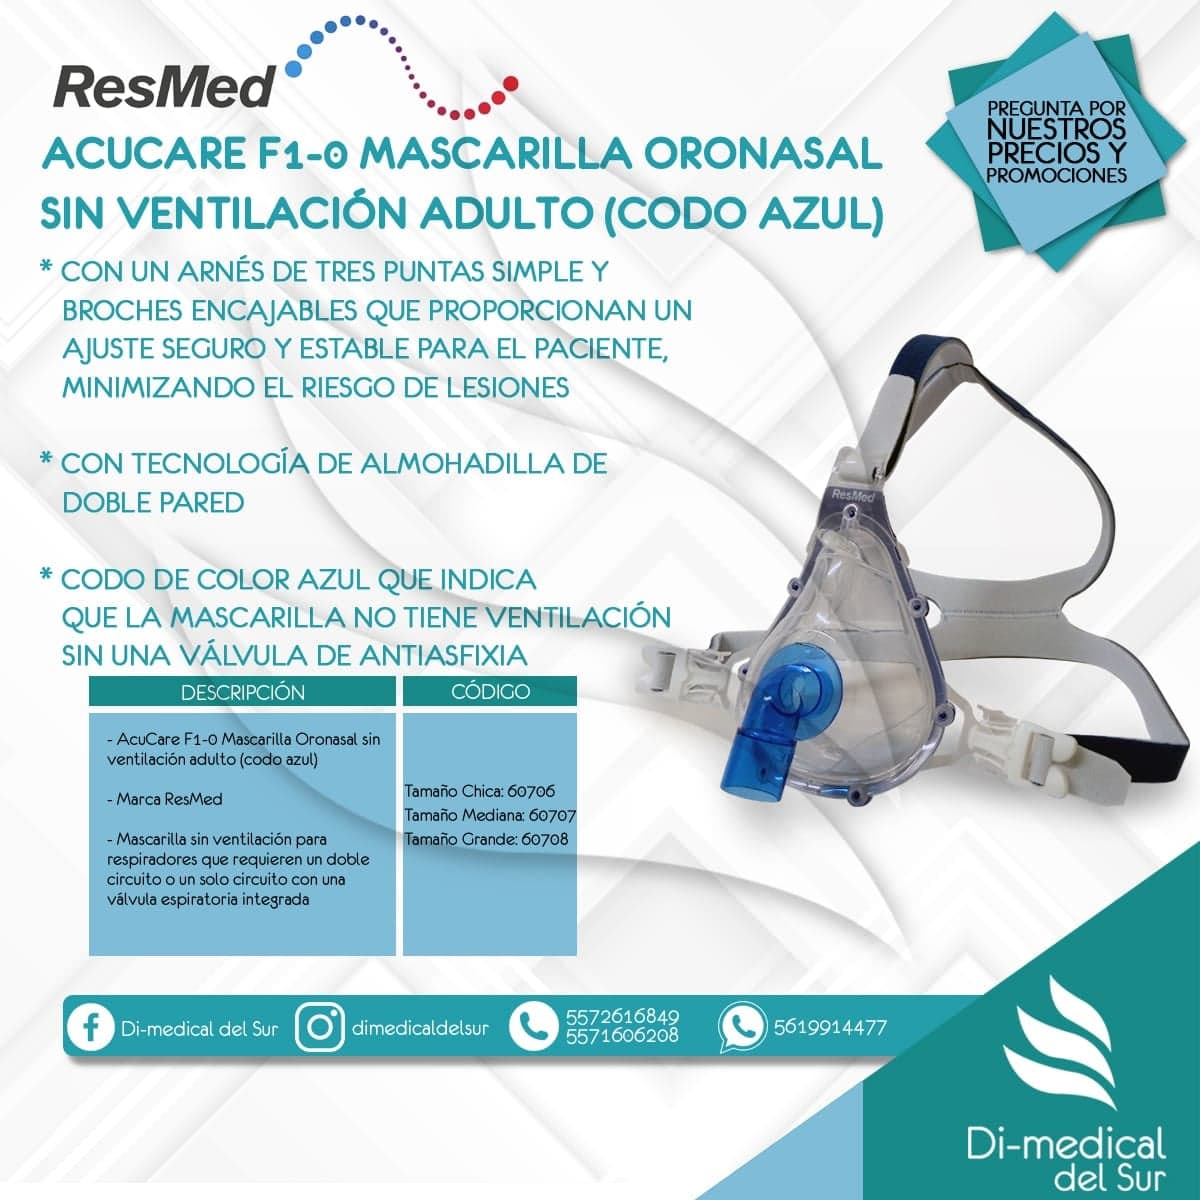 ResMed
PREGUNTA POR
NUESTROS
PRECIOS Y
PROMOCIONES
ACUCARE F1-0 MASCARILLA ORONASAL
SIN VENTILACIÓN ADULTO (CODO AZUL)
* CON UN ARNÉS DE TRES PUNTAS SIMPLE Y
BROCHES ENCAJABLES QUE PROPORCIONAN UN
AJUSTE SEGURO Y ESTABLE PARA EL PACIENTE,
MINIMIZANDO EL RIESGO DE LESIONES
* CON TECNOLOGÍA DE ALMOHADILLA DE
DOBLE PARED
* CODO DE COLOR AZUL QUE INDICA
QUE LA MASCARILLA NO TIENE VENTILACIÓN
SIN UNA VÁLVULA DE ANTIASFIXIA
ResMed
DESCRIPCIÓN
- AcuCare F1-0 Mascarilla Oronasal sin
ventilación adulto (codo azul)
- Marca ResMed
- Mascarilla sin ventilación para
respiradores que requieren un doble
circuito o un solo circuito con una
válvula espiratoria integrada
CÓDIGO
Tamaño Chica: 60706
Tamaño Mediana: 60707
Tamaño Grande: 60708
Di-medical del Sur
dimedicaldelsur
5572616849
5571606208
5619914477
Di-medical
del Sur